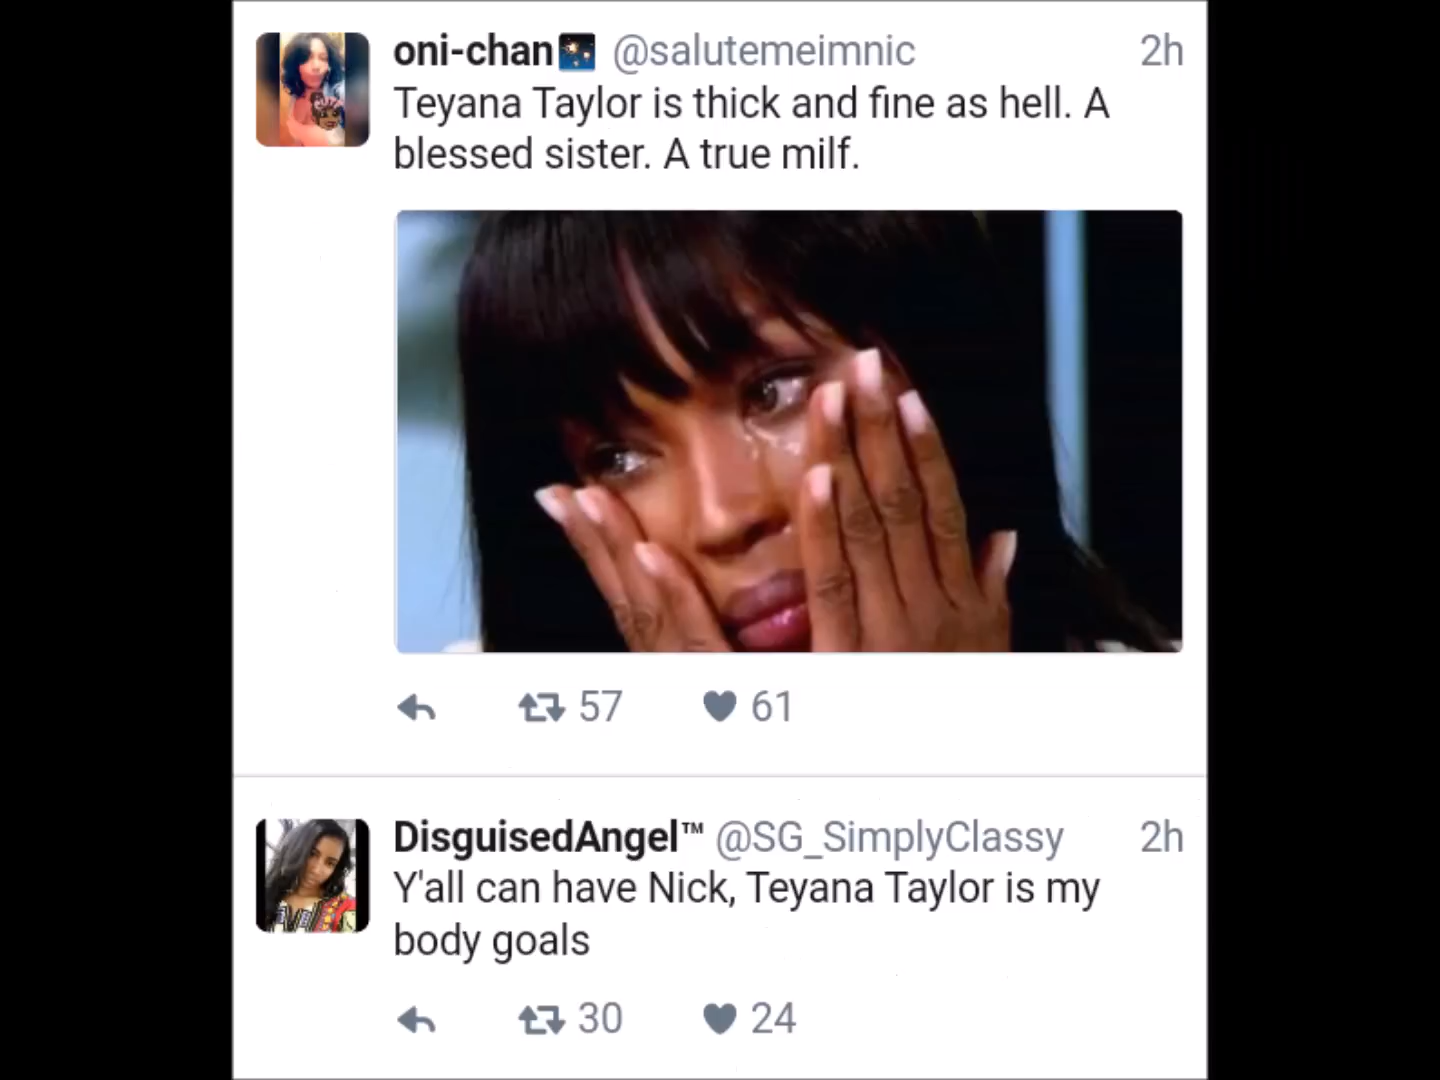 oni-chan🎇 @salutemeimnic 2h
Teyana Taylor is thick and fine as hell. A
blessed sister. A true milf.
57 61
DisguisedAngel™ @SG_SimplyClassy 2h
Y'all can have Nick, Teyana Taylor is my
body goals
30 24